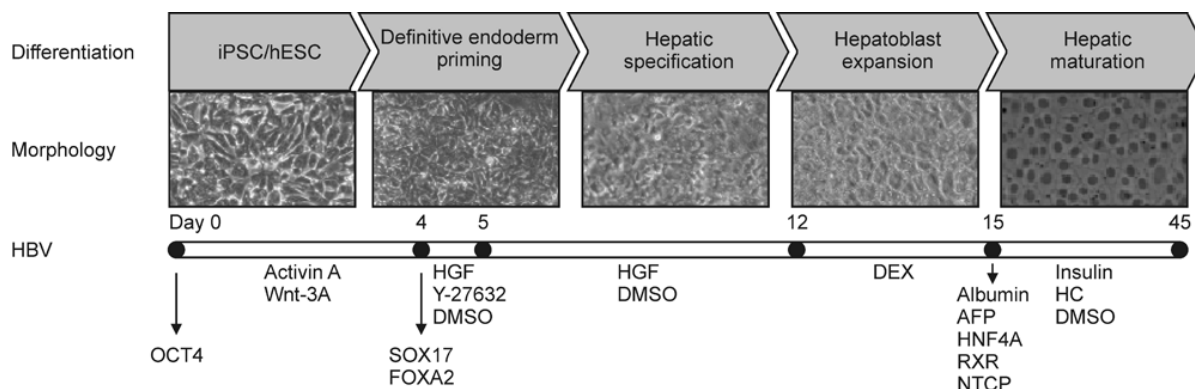 Differentiation
iPSC/hESC
Definitive endoderm
priming
Hepatic
specification
Hepatoblast
expansion
Hepatic
maturation
Morphology
Day 0
4
5
12
15
45
HBV
Activin A
Wnt-3A
HGF
Y-27632
DMSO
HGF
DMSO
DEX
Insulin
HC
DMSO
OCT4
SOX17
FOXA2
Albumin
AFP
HNF4A
RXR
NTCP